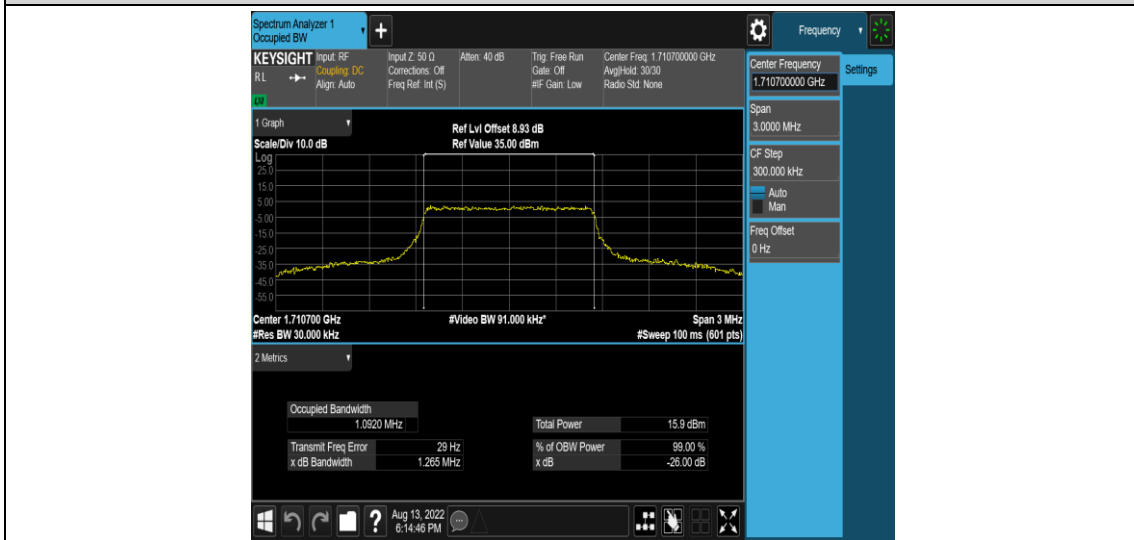 Spectrum Analyzer 1
Occupied BW
+
Frequency
KEYSIGHT
RL
LXI
Input: RF
Coupling: DC
Align: Auto
Input Z: 50 Ω
Corrections: Off
Freq Ref: Int (S)
Atten: 40 dB
Trig: Free Run
Gate: Off
#IF Gain: Low
Center Freq: 1.710700000 GHz
Avg|Hold: 30/30
Radio Std: None
Center Frequency
1.710700000 GHz
Settings
Span
3.0000 MHz
CF Step
300.000 kHz
Auto
Man
Freq Offset
0 Hz
1 Graph
Scale/Div 10.0 dB
Ref Lvl Offset 8.93 dB
Ref Value 35.00 dBm
Log
25.0
15.0
5.00
-5.00
-15.0
-25.0
-35.0
-45.0
-55.0
Center 1.710700 GHz
#Video BW 91.000 kHz*
Span 3 MHz
#Res BW 30.000 kHz
#Sweep 100 ms (601 pts)
2 Metrics
Occupied Bandwidth
1.0920 MHz
Total Power 15.9 dBm
Transmit Freq Error 29 Hz
% of OBW Power 99.00 %
x dB Bandwidth 1.265 MHz
x dB -26.00 dB
?
Aug 13, 2022
6:14:46 PM